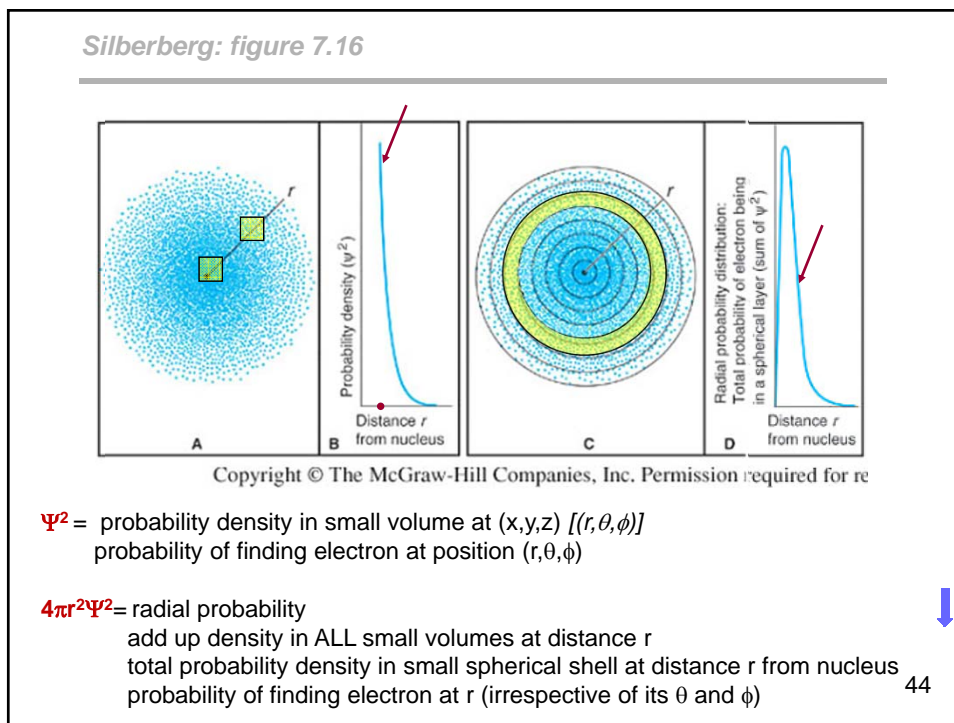 Silberberg: figure 7.16
r
A
Probability density (ψ²)
Distance r
from nucleus
B
r
C
Radial probability distribution:
Total probability of electron being
in a spherical layer (sum of ψ²)
Distance r
from nucleus
D
Copyright © The McGraw-Hill Companies, Inc. Permission required for re
Ψ² = probability density in small volume at (x,y,z) [(r,θ,ϕ)]
probability of finding electron at position (r,θ,ϕ)
4πr²Ψ²= radial probability
add up density in ALL small volumes at distance r
total probability density in small spherical shell at distance r from nucleus
probability of finding electron at r (irrespective of its θ and ϕ)
44